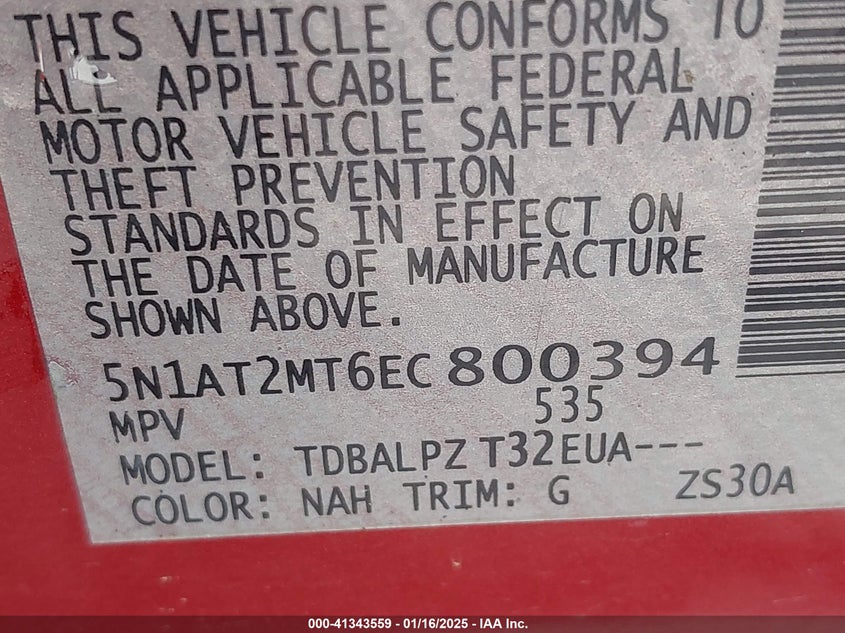 THIS VEHICLE CONFORMS TO
ALL APPLICABLE FEDERAL
MOTOR VEHICLE SAFETY AND
THEFT PREVENTION
STANDARDS IN EFFECT ON
THE DATE OF MANUFACTURE
SHOWN ABOVE.
5N1AT2MT6EC 800394
MPV 535
MODEL: TDBALPZ T32EUA---
COLOR: NAH TRIM: G ZS30A
000-41343559 - 01/16/2025 - IAA Inc.